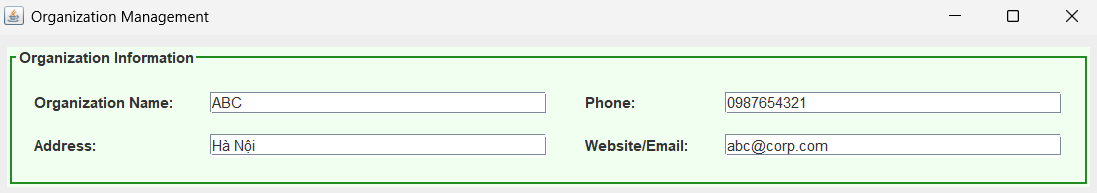 Organization Management
Organization Information
Organization Name: ABC Phone: 0987654321
Address: Hà Nội Website/Email: abc@corp.com